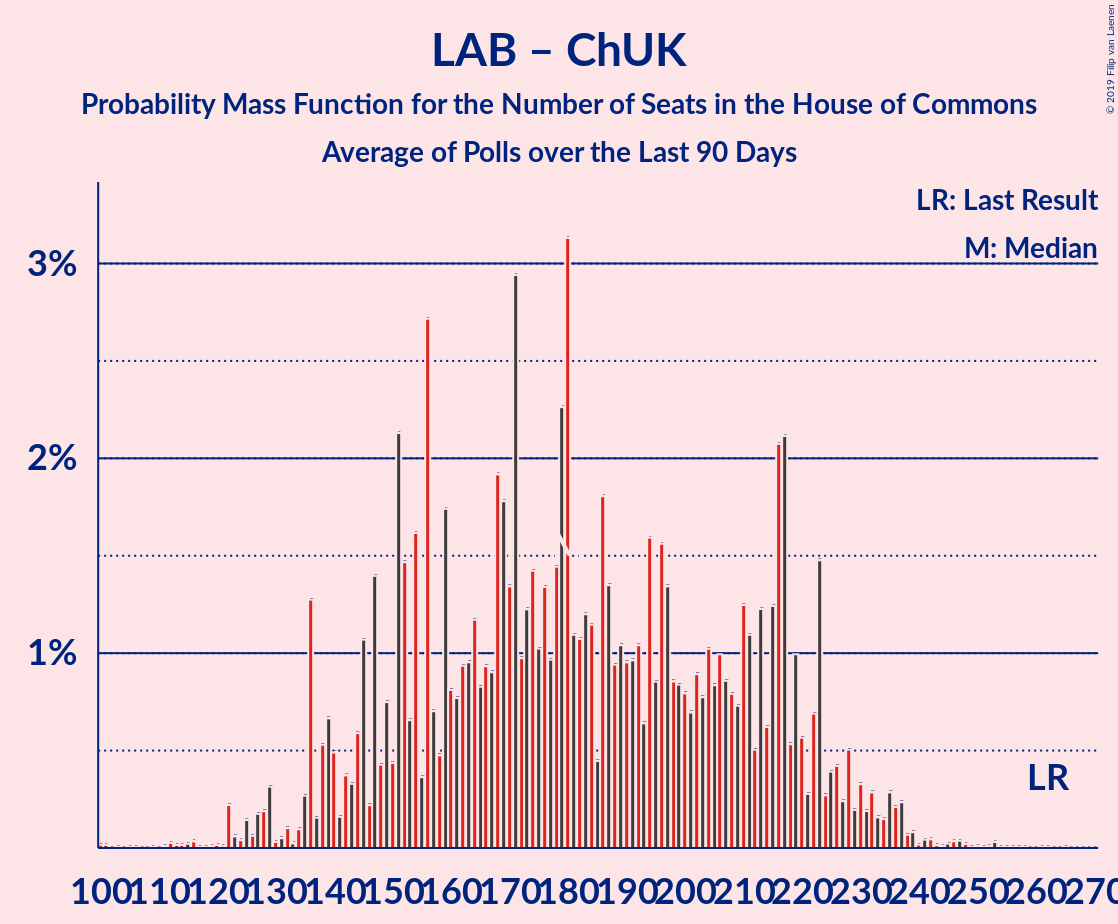 LAB – ChUK
Probability Mass Function for the Number of Seats in the House of Commons
Average of Polls over the Last 90 Days
© 2019 Filip van Laenen
LR: Last Result
M: Median
3%
2%
1%
LR
100 110 120 130 140 150 160 170 180 190 200 210 220 230 240 250 260 270